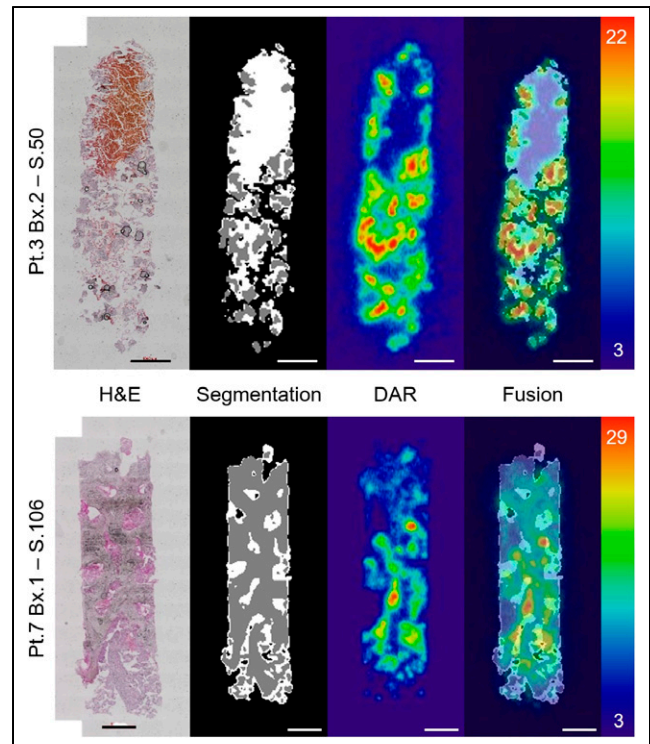 Pt.3 Bx.2 – S.50
22
3
H&E
Segmentation
DAR
Fusion
Pt.7 Bx.1 – S.106
29
3